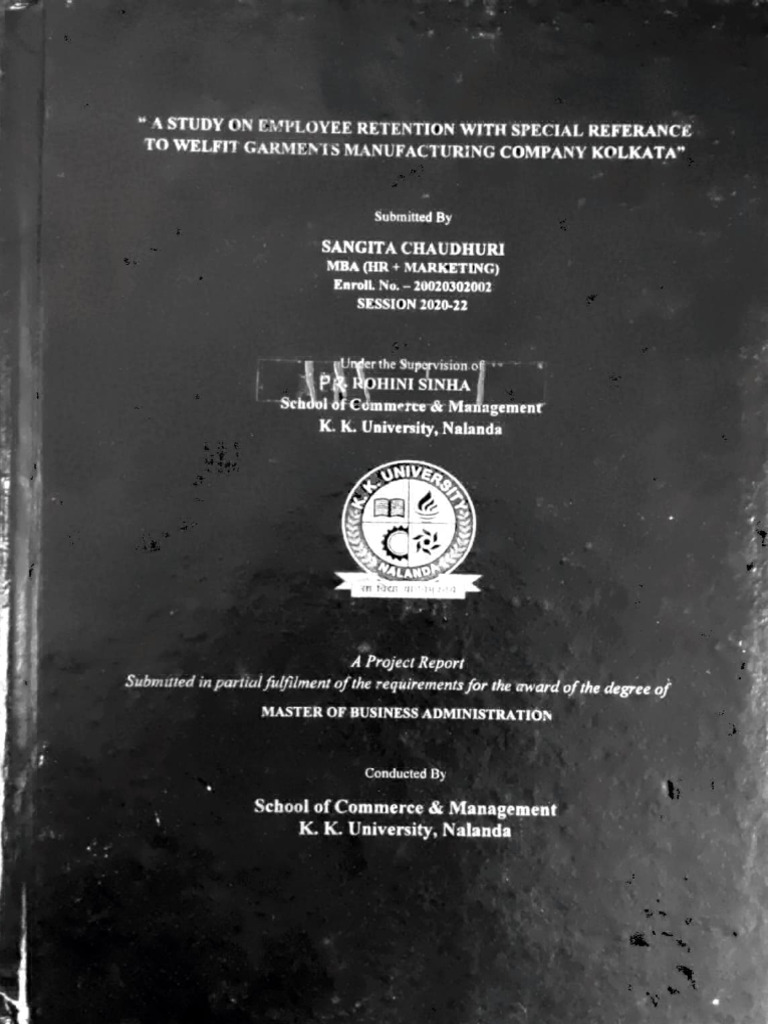 " A STUDY ON EMPLOYEE RETENTION WITH SPECIAL REFERANCE
TO WELFIT GARMENTS MANUFACTURING COMPANY KOLKATA"
Submitted By
SANGITA CHAUDHURI
MBA (HR + MARKETING)
Enroll. No. – 20020302002
SESSION 2020-22
Under the Supervision of
ROHINI SINHA
School of Commerce & Management
K. K. University, Nalanda
K. K. UNIVERSITY
NALANDA
सा विद्या या
A Project Report
Submitted in partial fulfilment of the requirements for the award of the degree of
MASTER OF BUSINESS ADMINISTRATION
Conducted By
School of Commerce & Management
K. K. University, Nalanda